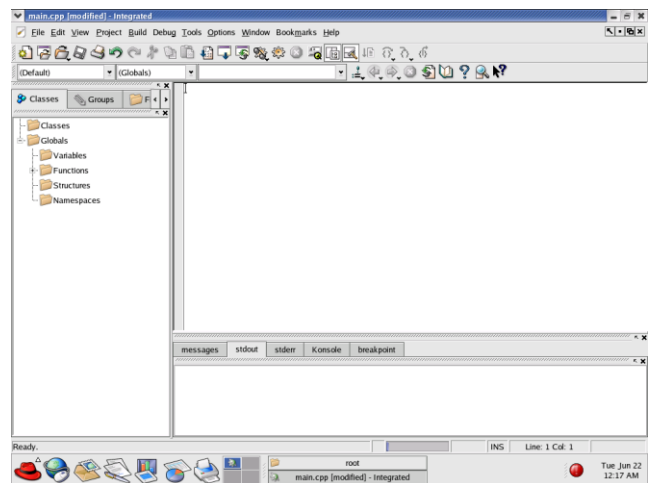 main.cpp [modified] - Integrated
File Edit View Project Build Debug Tools Options Window Bookmarks Help
(Default) (Globals)
Classes Groups F
Classes
Globals
Variables
Functions
Structures
Namespaces
messages stdout stderr Konsole breakpoint
Ready. INS Line: 1 Col: 1
root
main.cpp [modified] - Integrated
Tue Jun 22
12:17 AM